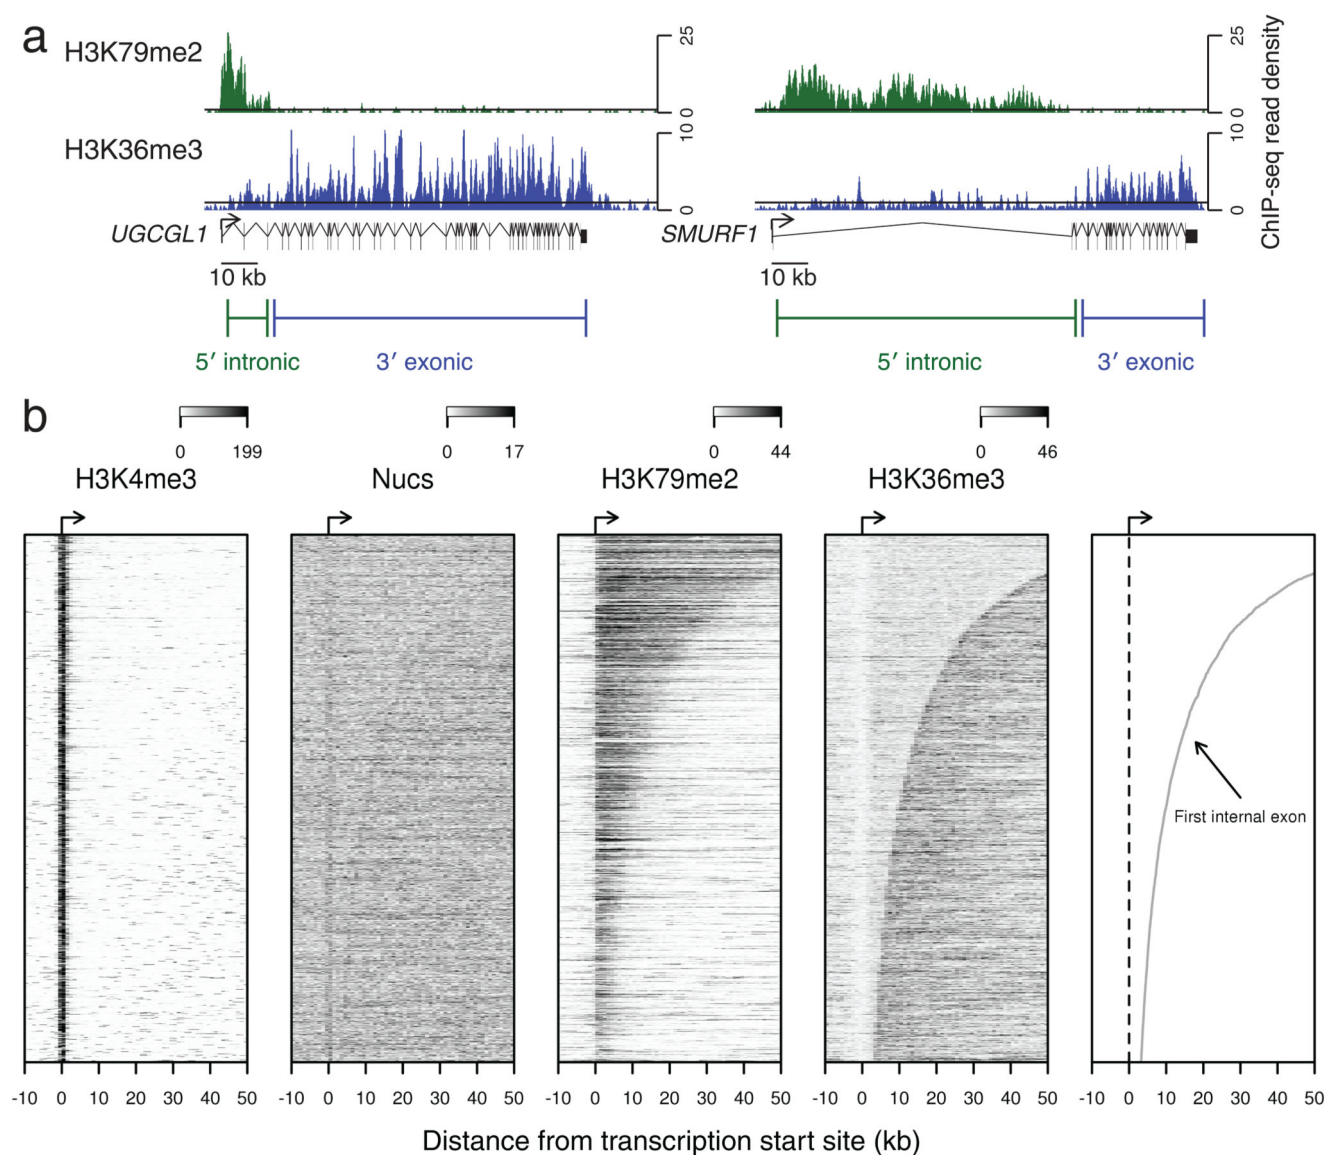 a
H3K79me2
25
0
H3K36me3
10
0
UGCGL1
10 kb
5′ intronic
3′ exonic
25
0
10
0
ChIP-seq read density
SMURF1
10 kb
5′ intronic
3′ exonic
b
0 199
H3K4me3
0 17
Nucs
0 44
H3K79me2
0 46
H3K36me3
First internal exon
-10 0 10 20 30 40 50
-10 0 10 20 30 40 50
-10 0 10 20 30 40 50
-10 0 10 20 30 40 50
-10 0 10 20 30 40 50
Distance from transcription start site (kb)